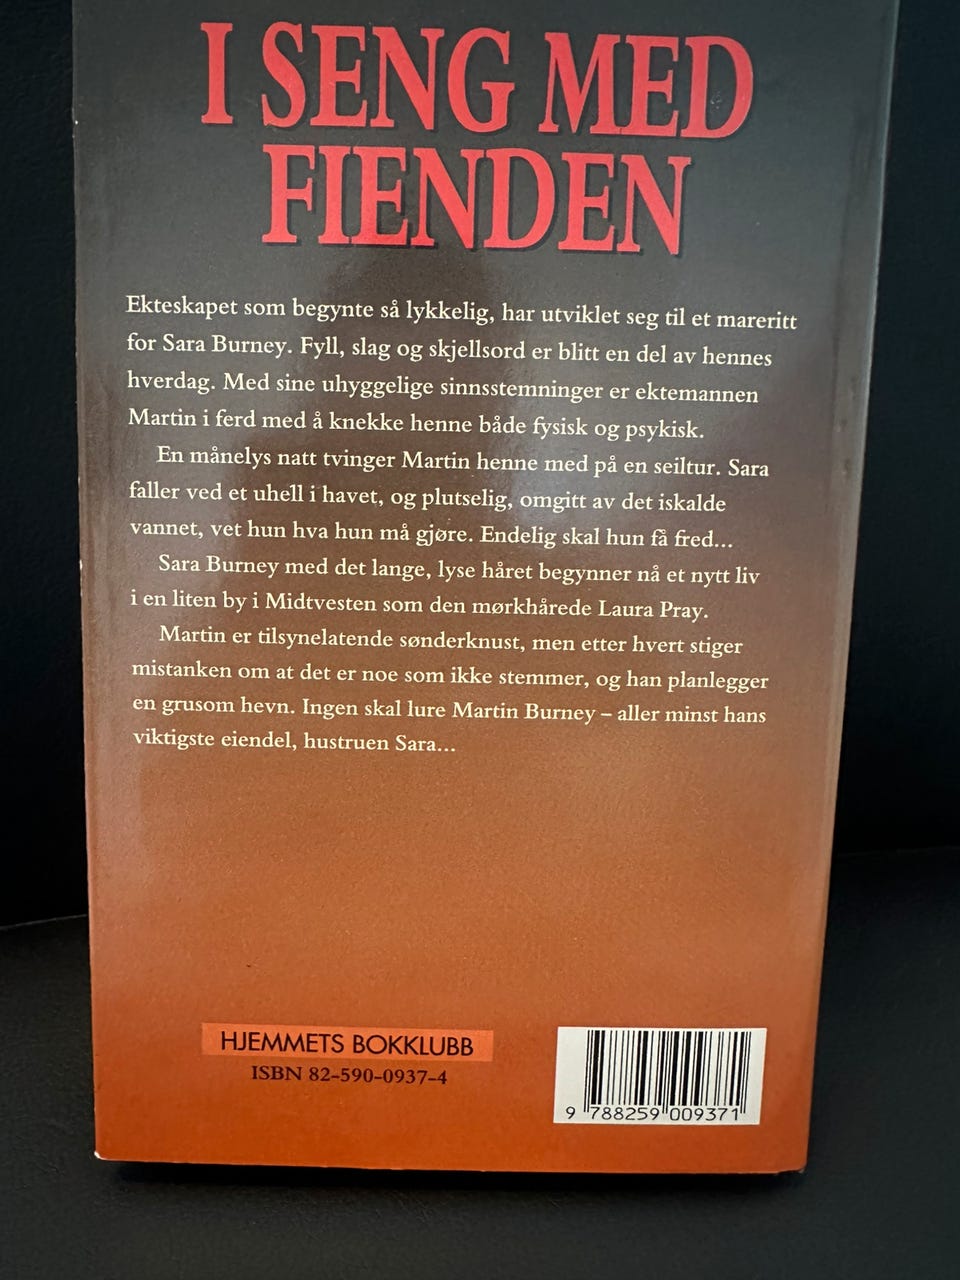 I SENG MED
FIENDEN
Ekteskapet som begynte så lykkelig, har utviklet seg til et mareritt
for Sara Burney. Fyll, slag og skjellsord er blitt en del av hennes
hverdag. Med sine uhyggelige sinnsstemninger er ektemannen
Martin i ferd med å knekke henne både fysisk og psykisk.
En månelys natt tvinger Martin henne med på en seiltur. Sara
faller ved et uhell i havet, og plutselig, omgitt av det iskalde
vannet, vet hun hva hun må gjøre. Endelig skal hun få fred...
Sara Burney med det lange, lyse håret begynner nå et nytt liv
i en liten by i Midtvesten som den mørkhårede Laura Pray.
Martin er tilsynelatende sønderknust, men etter hvert stiger
mistanken om at det er noe som ikke stemmer, og han planlegger
en grusom hevn. Ingen skal lure Martin Burney – aller minst hans
viktigste eiendel, hustruen Sara...
HJEMMETS BOKKLUBB
ISBN 82-590-0937-4
9 788259 009371